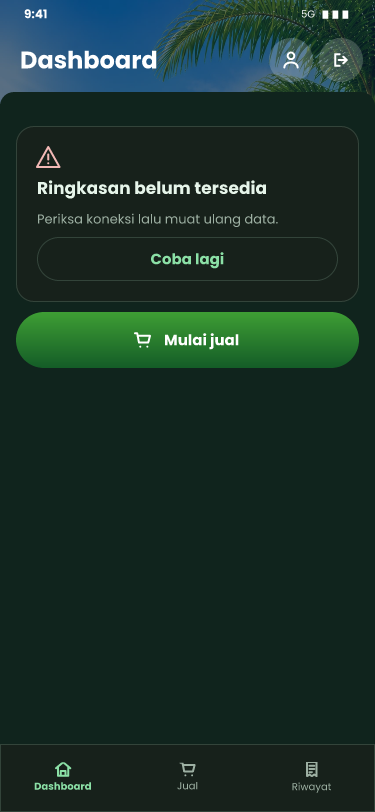 9:41
5G
Dashboard
Ringkasan belum tersedia
Periksa koneksi lalu muat ulang data.
Coba lagi
Mulai jual
Dashboard
Jual
Riwayat